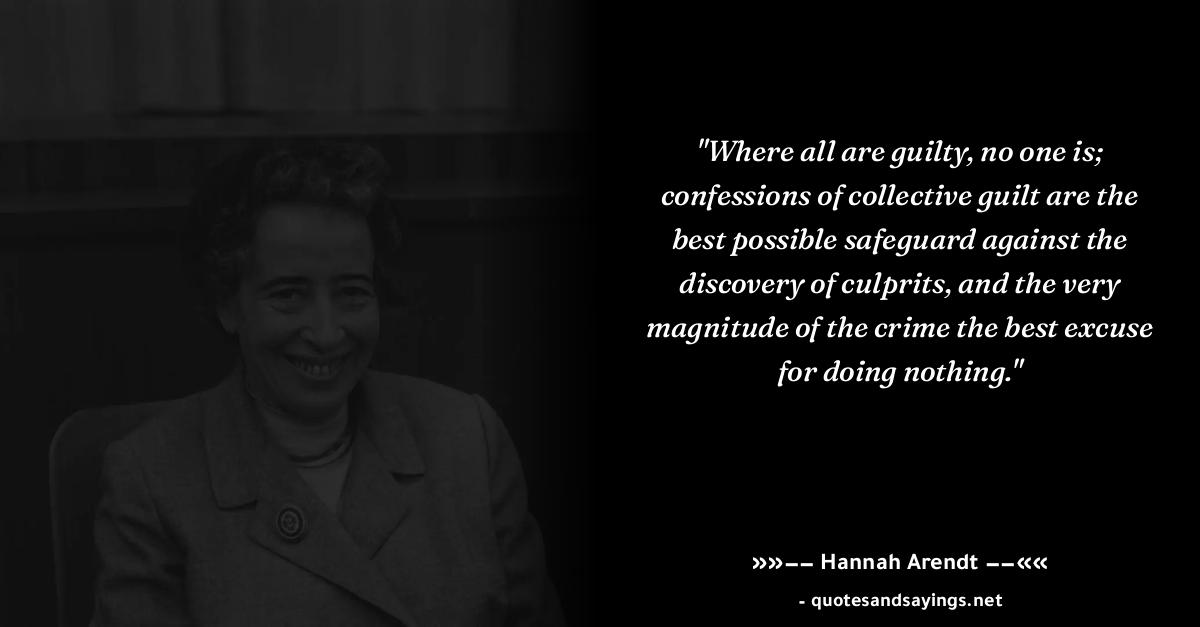 "Where all are guilty, no one is;
confessions of collective guilt are the
best possible safeguard against the
discovery of culprits, and the very
magnitude of the crime the best excuse
for doing nothing."
»»−− Hannah Arendt −−««
- quotesandsayings.net